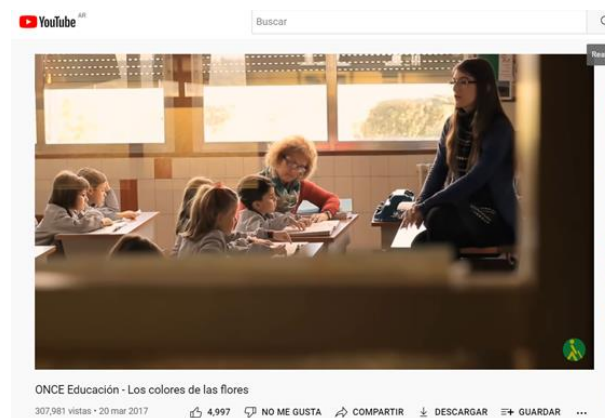 YouTube AR
Buscar
ONCE Educación - Los colores de las flores
307,981 vistas • 20 mar 2017
4,997 NO ME GUSTA COMPARTIR DESCARGAR GUARDAR ...